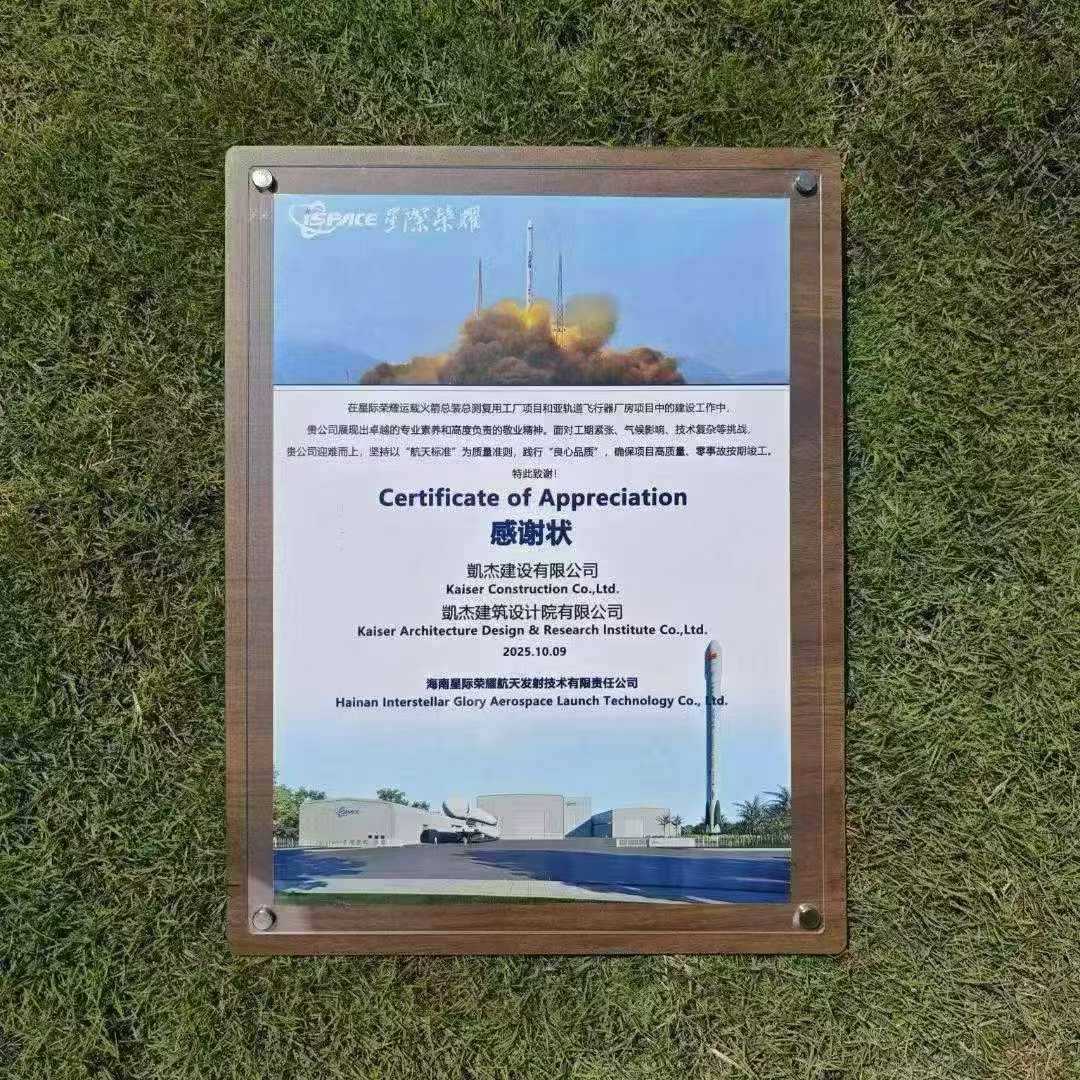 iSPACE 星際榮耀
在星际荣耀运载火箭总装总测复用工厂项目和亚轨道飞行器厂房项目中的建设工作中，
贵公司展现出卓越的专业素养和高度负责的敬业精神。面对工期紧张、气候影响、技术复杂等挑战，
贵公司迎难而上，坚持以“航天标准”为质量准则，践行“良心品质”，确保项目高质量、零事故按期竣工。
特此致谢！
Certificate of Appreciation
感谢状
凱杰建设有限公司
Kaiser Construction Co.,Ltd.
凱杰建筑设计院有限公司
Kaiser Architecture Design & Research Institute Co.,Ltd.
2025.10.09
海南星际荣耀航天发射技术有限责任公司
Hainan Interstellar Glory Aerospace Launch Technology Co., Ltd.
iSPACE